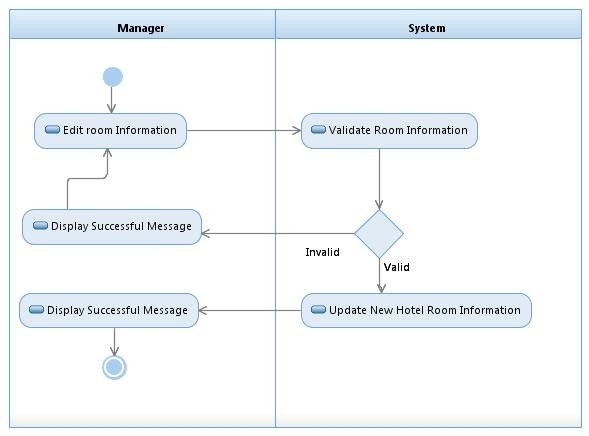 Manager
System
Edit room Information
Validate Room Information
Display Successful Message
Invalid
Valid
Display Successful Message
Update New Hotel Room Information